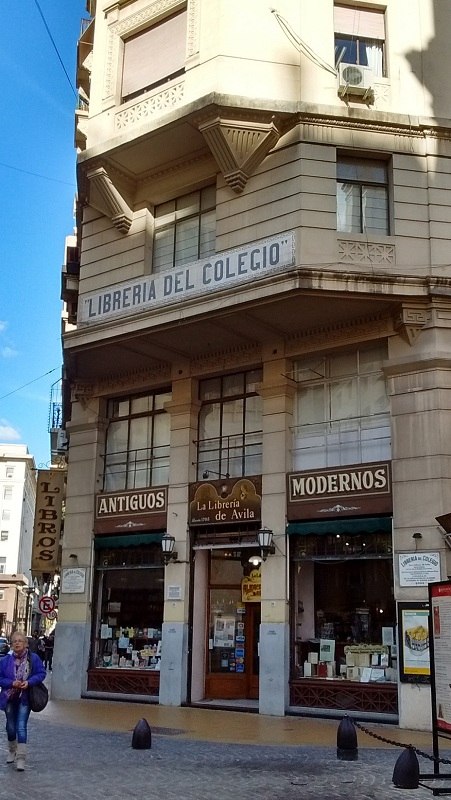 "LIBRERIA DEL COLEGIO"
ANTIGUOS
La Librería
de Avila
MODERNOS
LIBROS